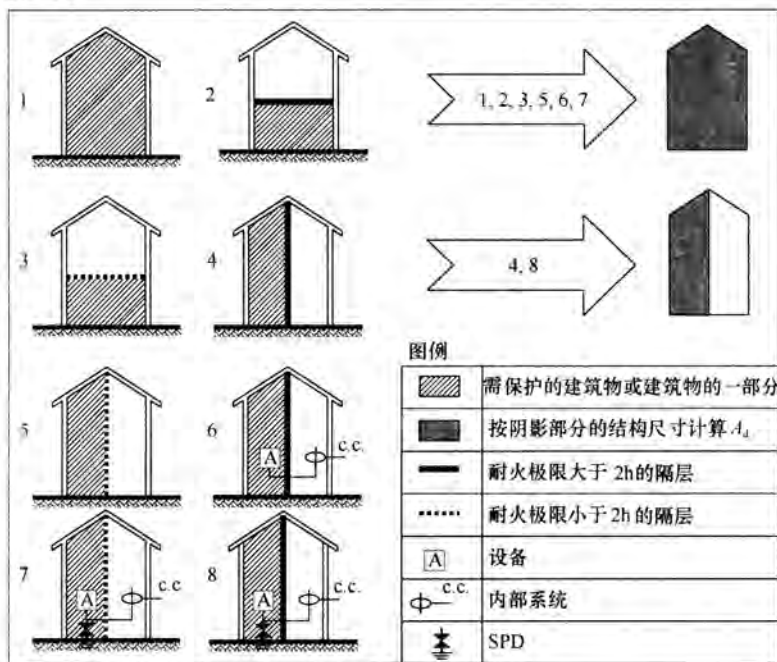 1
2
1, 2, 3, 5, 6, 7
3
4
4, 8
图例
需保护的建筑物或建筑物的一部分
按阴影部分的结构尺寸计算 Ad
耐火极限大于 2h的隔层
5
6
A
c.c.
耐火极限小于 2h的隔层
7
A
c.c.
8
A
c.c.
A
设备
c.c.
内部系统
SPD